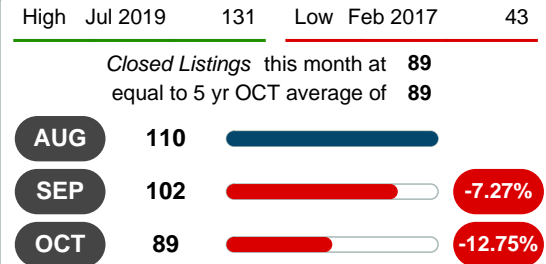 High Jul 2019 131 Low Feb 2017 43
Closed Listings this month at 89
equal to 5 yr OCT average of 89
AUG 110
SEP 102 -7.27%
OCT 89 -12.75%